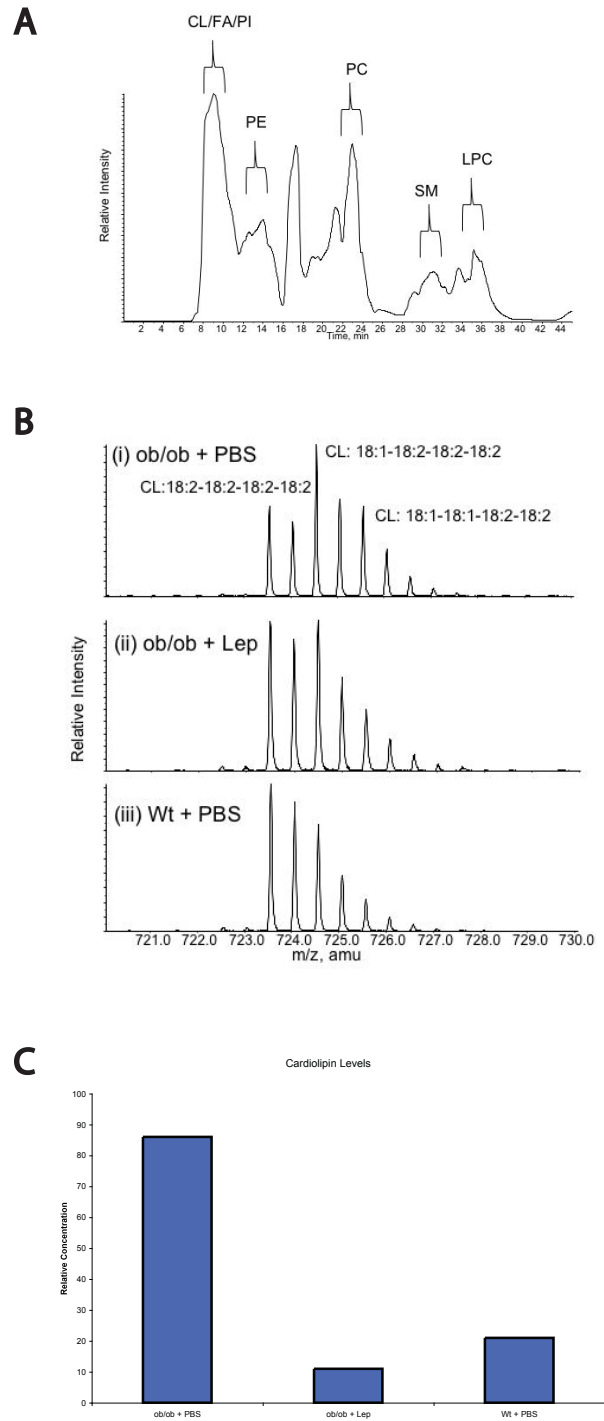 A
CL/FA/PI
PE
PC
SM
LPC
Relative Intensity
2 4 6 8 10 12 14 16 18 20 22 24 26 28 30 32 34 36 38 40 42 44
Time, min
B
(i) ob/ob + PBS
CL: 18:1-18:2-18:2-18:2
CL:18:2-18:2-18:2-18:2
CL: 18:1-18:1-18:2-18:2
(ii) ob/ob + Lep
Relative Intensity
(iii) Wt + PBS
721.0 722.0 723.0 724.0 725.0 726.0 727.0 728.0 729.0 730.0
m/z, amu
C
Cardiolipin Levels
100
90
80
70
60
50
40
30
20
10
0
Relative Concentration
ob/ob + PBS
ob/ob + Lep
Wt + PBS